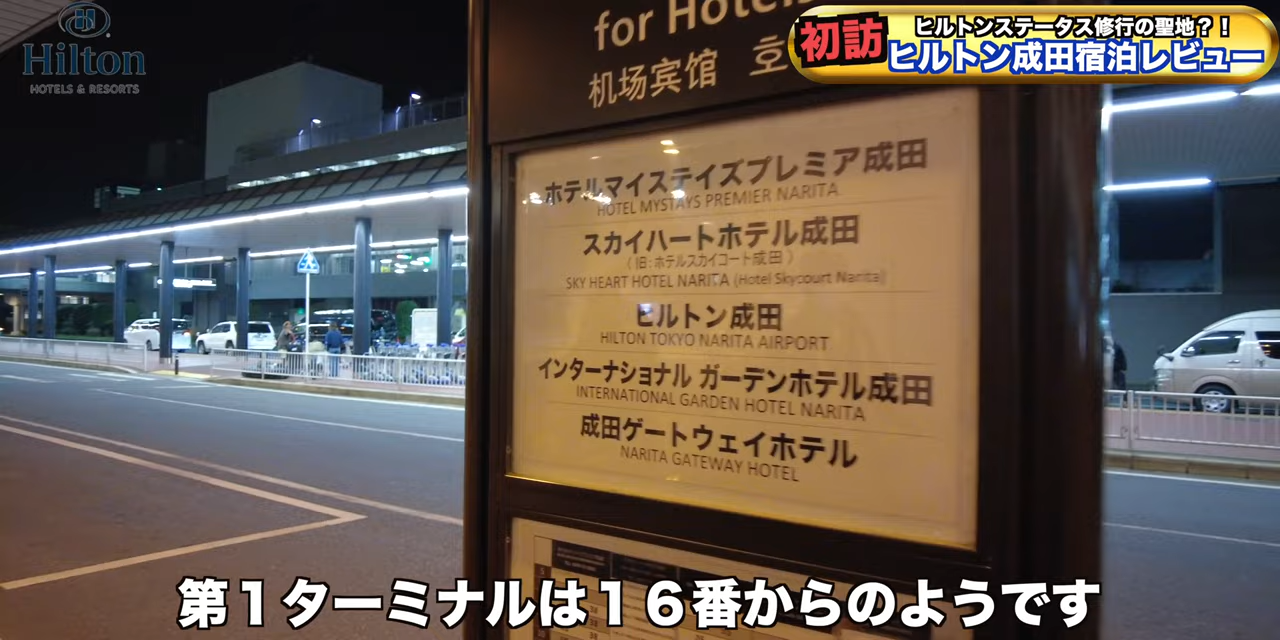 Hilton
HOTELS & RESORTS
初訪
ヒルトンステータス修行の聖地?!
ヒルトン成田宿泊レビュー
for Hotels
机场宾馆 호
ホテルマイステイズプレミア成田
HOTEL MYSTAYS PREMIER NARITA
スカイハートホテル成田
(旧:ホテルスカイコート成田)
SKY HEART HOTEL NARITA (Hotel Skycourt Narita)
ヒルトン成田
HILTON TOKYO NARITA AIRPORT
インターナショナル ガーデンホテル成田
INTERNATIONAL GARDEN HOTEL NARITA
成田ゲートウェイホテル
NARITA GATEWAY HOTEL
第1ターミナルは16番からのようです